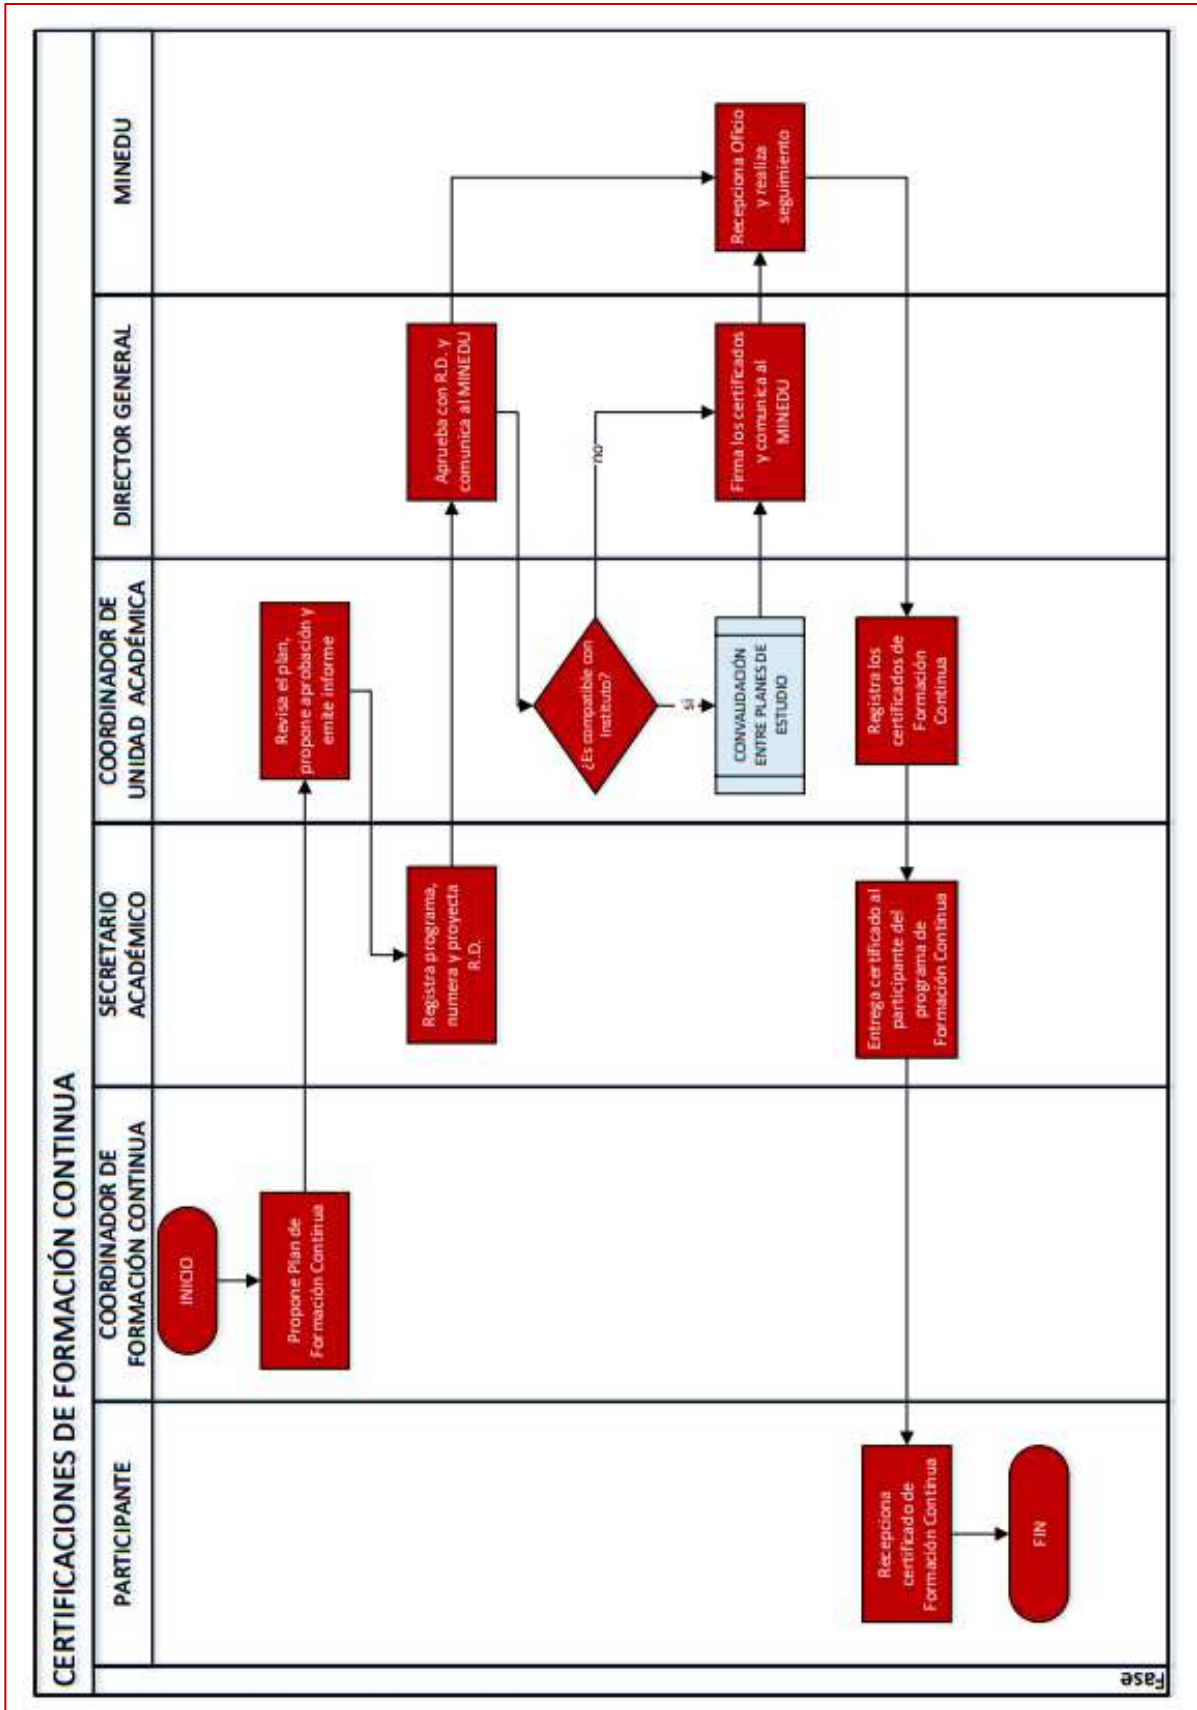 CERTIFICACIONES DE FORMACIÓN CONTINUA
PARTICIPANTE
COORDINADOR DE
FORMACIÓN CONTINUA
SECRETARIO
ACADÉMICO
COORDINADOR DE
UNIDAD ACADÉMICA
DIRECTOR GENERAL
MINEDU
INICIO
Propone Plan de
Formación Continua
Revisa el plan,
propone aprobación y
emite informe
Registra programa,
numera y proyecta
R.D.
Aprueba con R.D. y
comunica al MINEDU
¿Es compatible con
Instituto?
no
si
CONVALIDACIÓN
ENTRE PLANES DE
ESTUDIO
Firma los certificados
y comunica al
MINEDU
Recepciona Oficio
y realiza
seguimiento
Registra los
certificados de
Formación
Continua
Entrega certificado al
participante del
programa de
Formación Continua
Recepciona
certificado de
Formación Continua
FIN
Fase